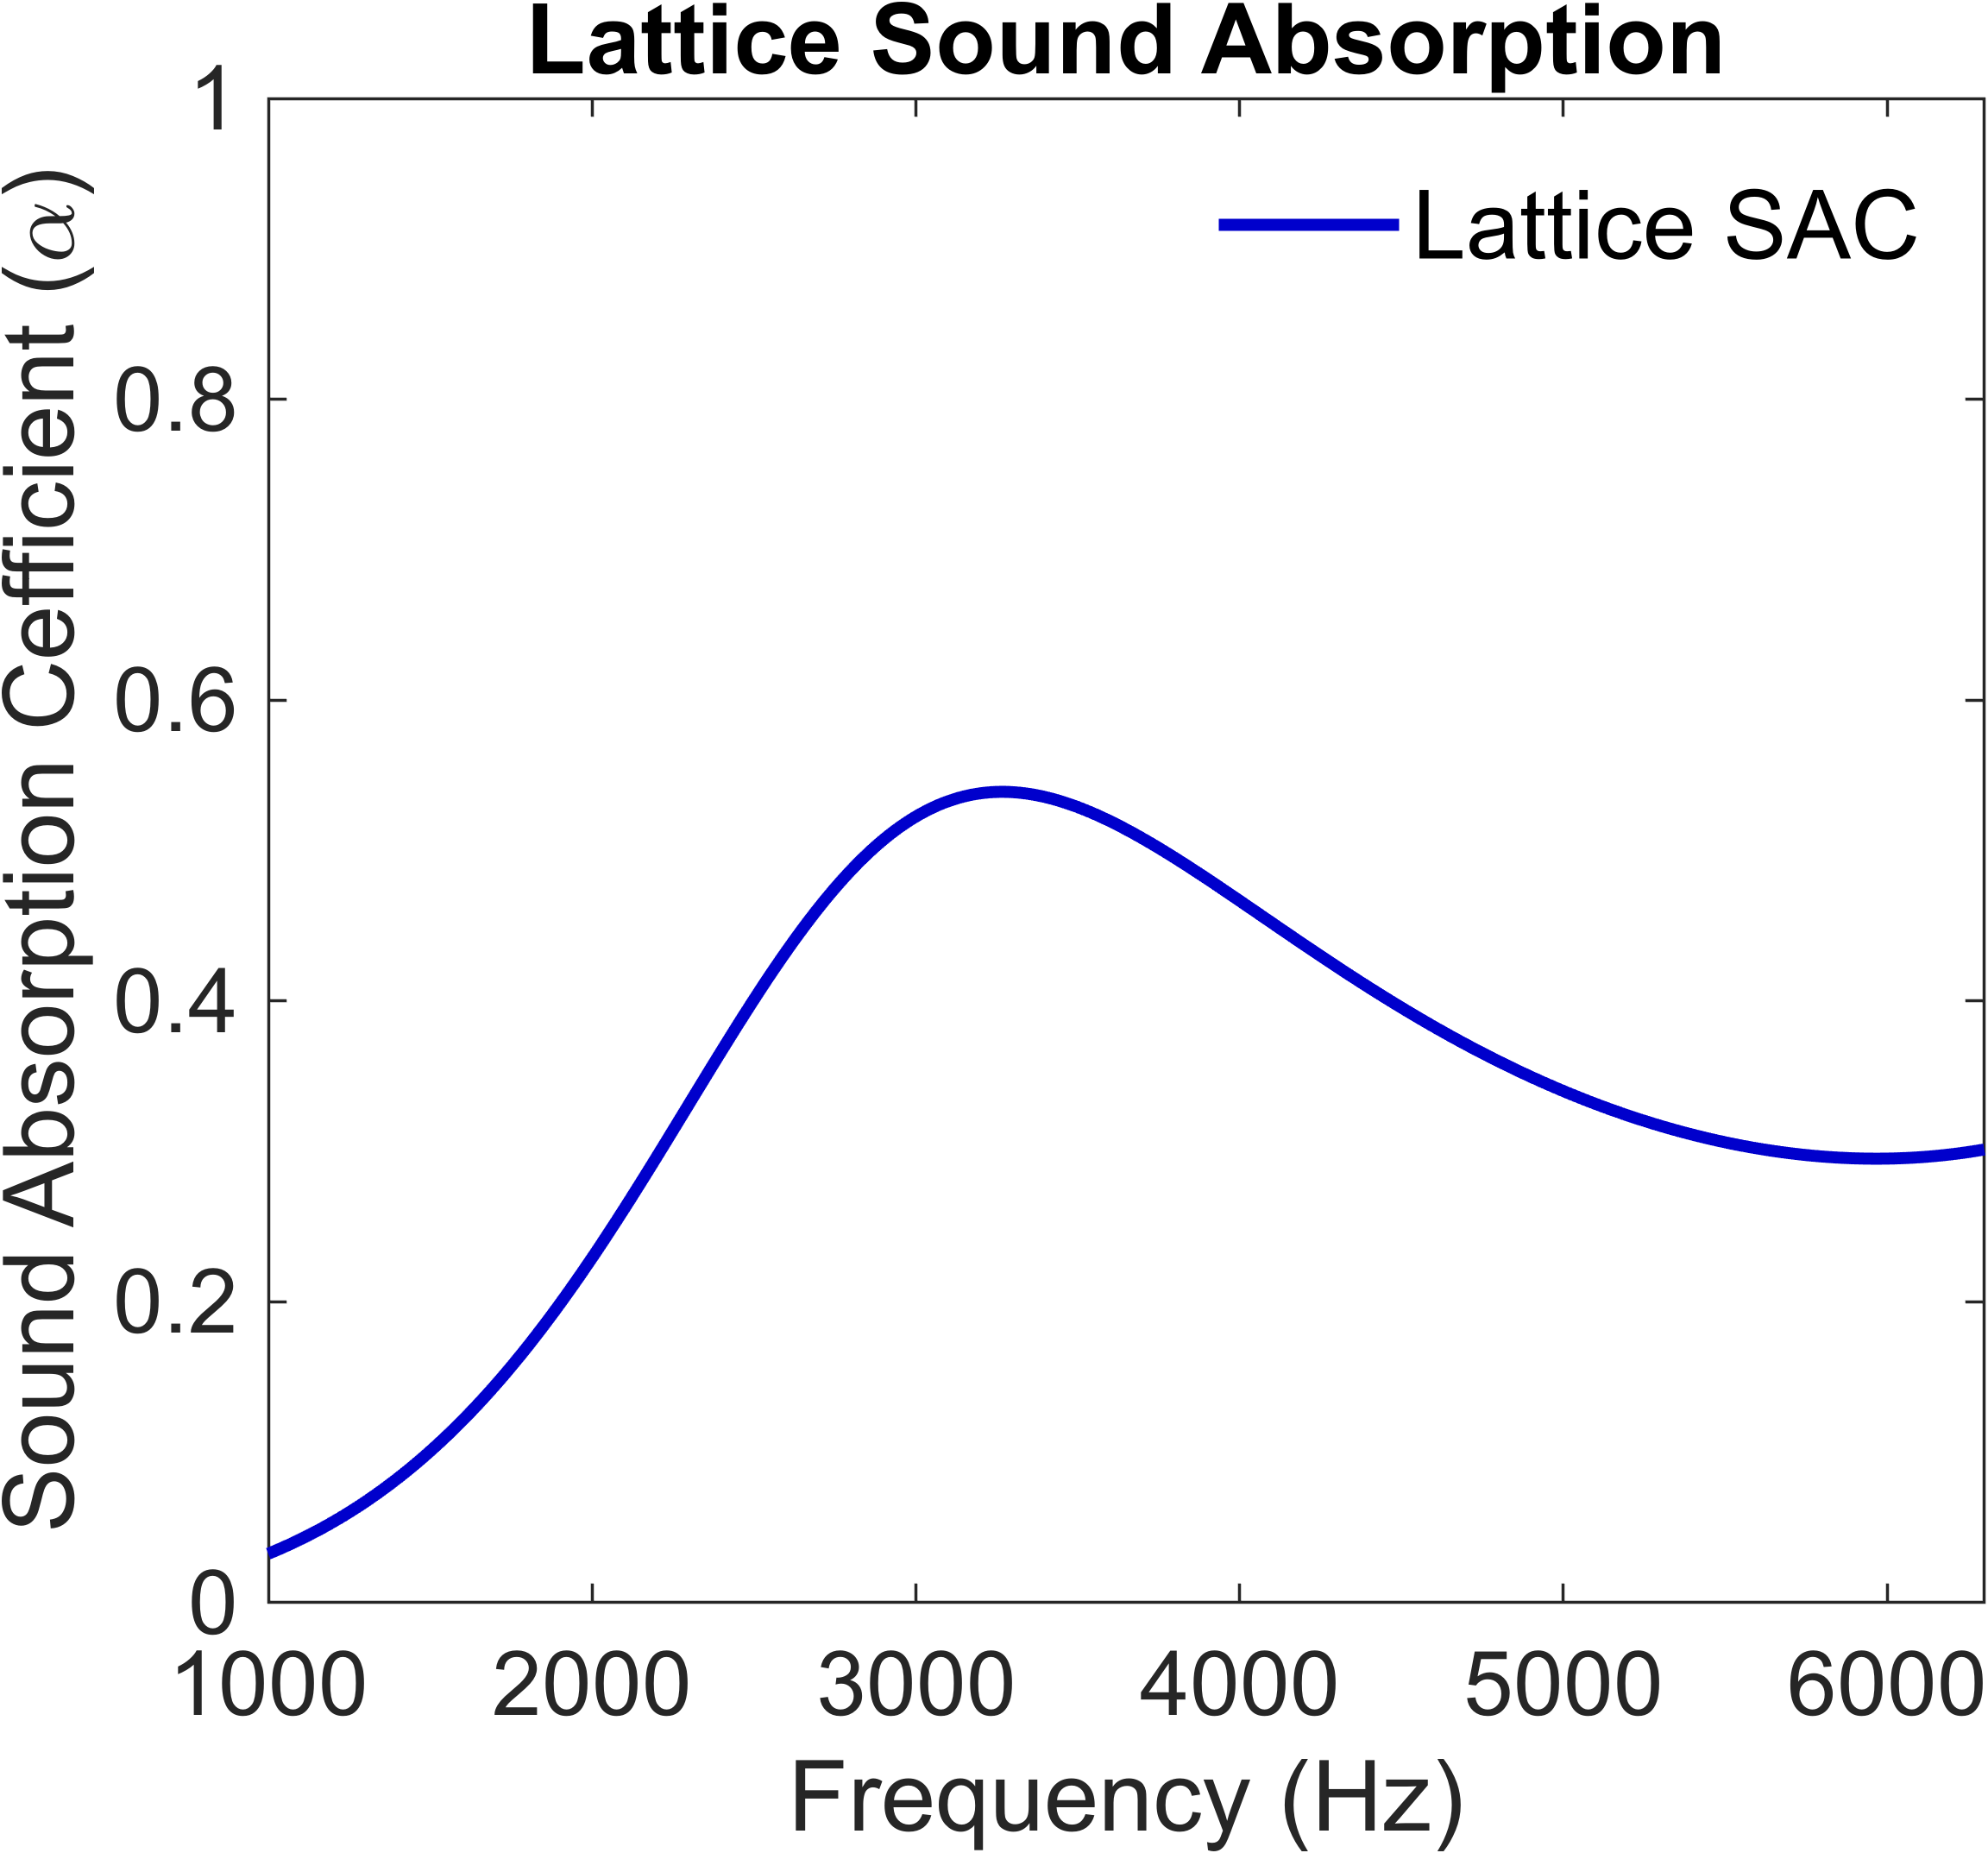 Lattice Sound Absorption
Sound Absorption Cefficient (α)
1
0.8
0.6
0.4
0.2
0
Lattice SAC
1000 2000 3000 4000 5000 6000
Frequency (Hz)